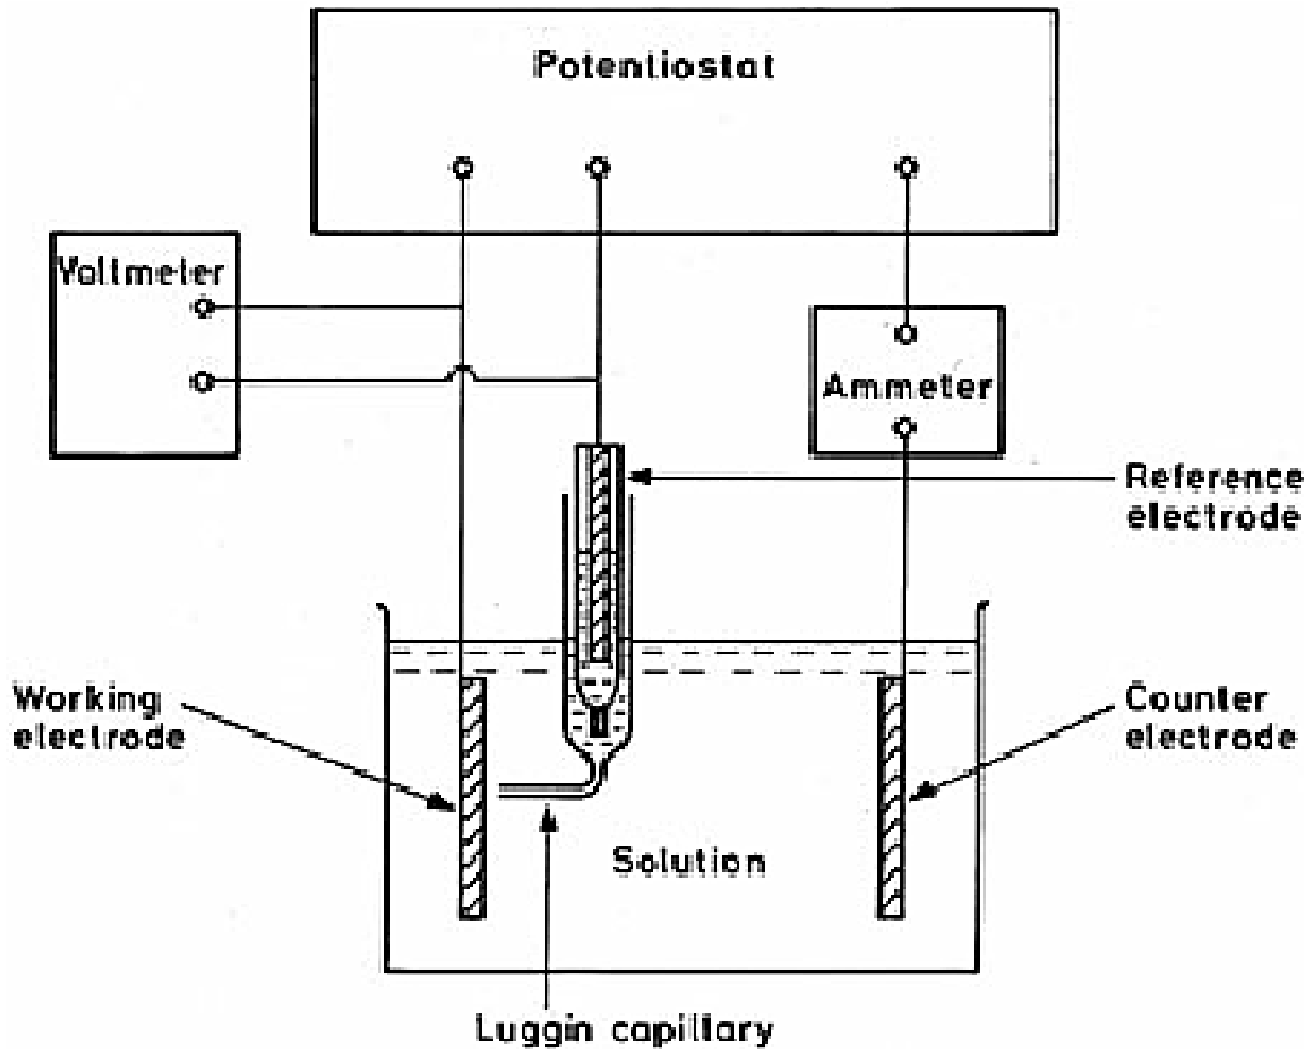 Potentiostat
Voltmeter
Ammeter
Reference
electrode
Working
electrode
Counter
electrode
Solution
Luggin capillary